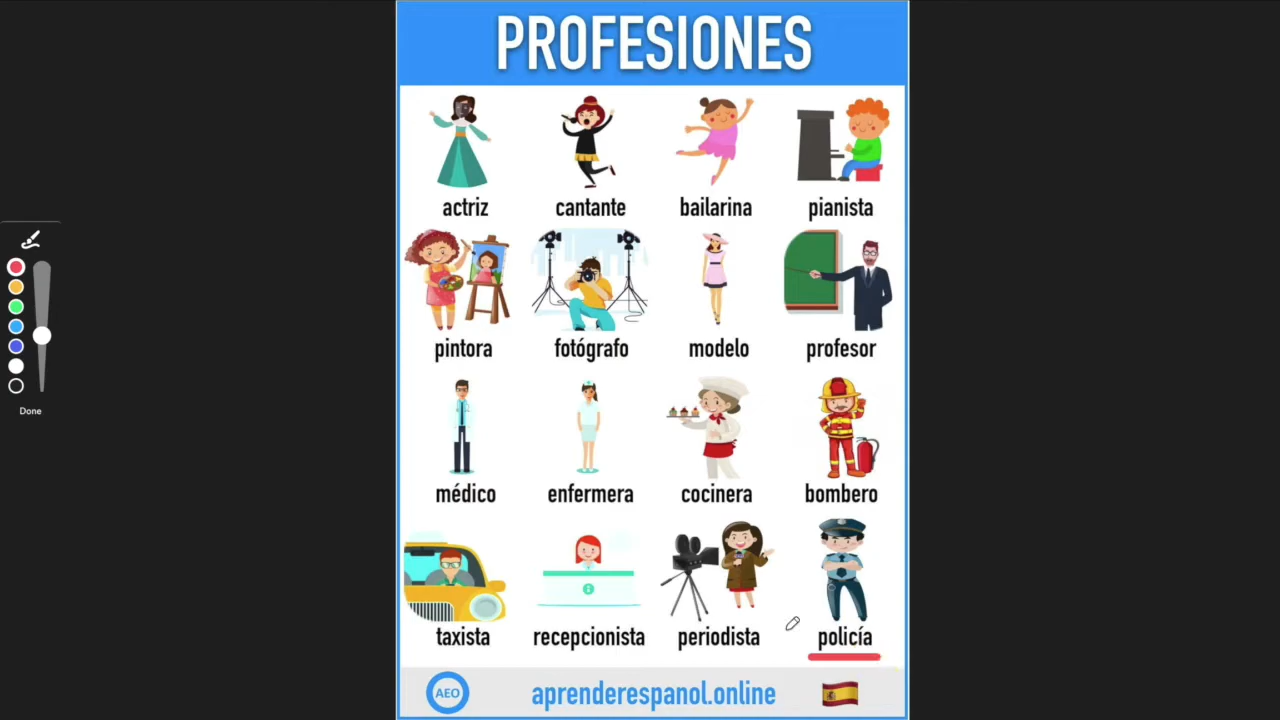 PROFESIONES
actriz cantante bailarina pianista
pintora fotógrafo modelo profesor
médico enfermera cocinera bombero
taxista recepcionista periodista policía
AEO aprenderespanol.online
Done